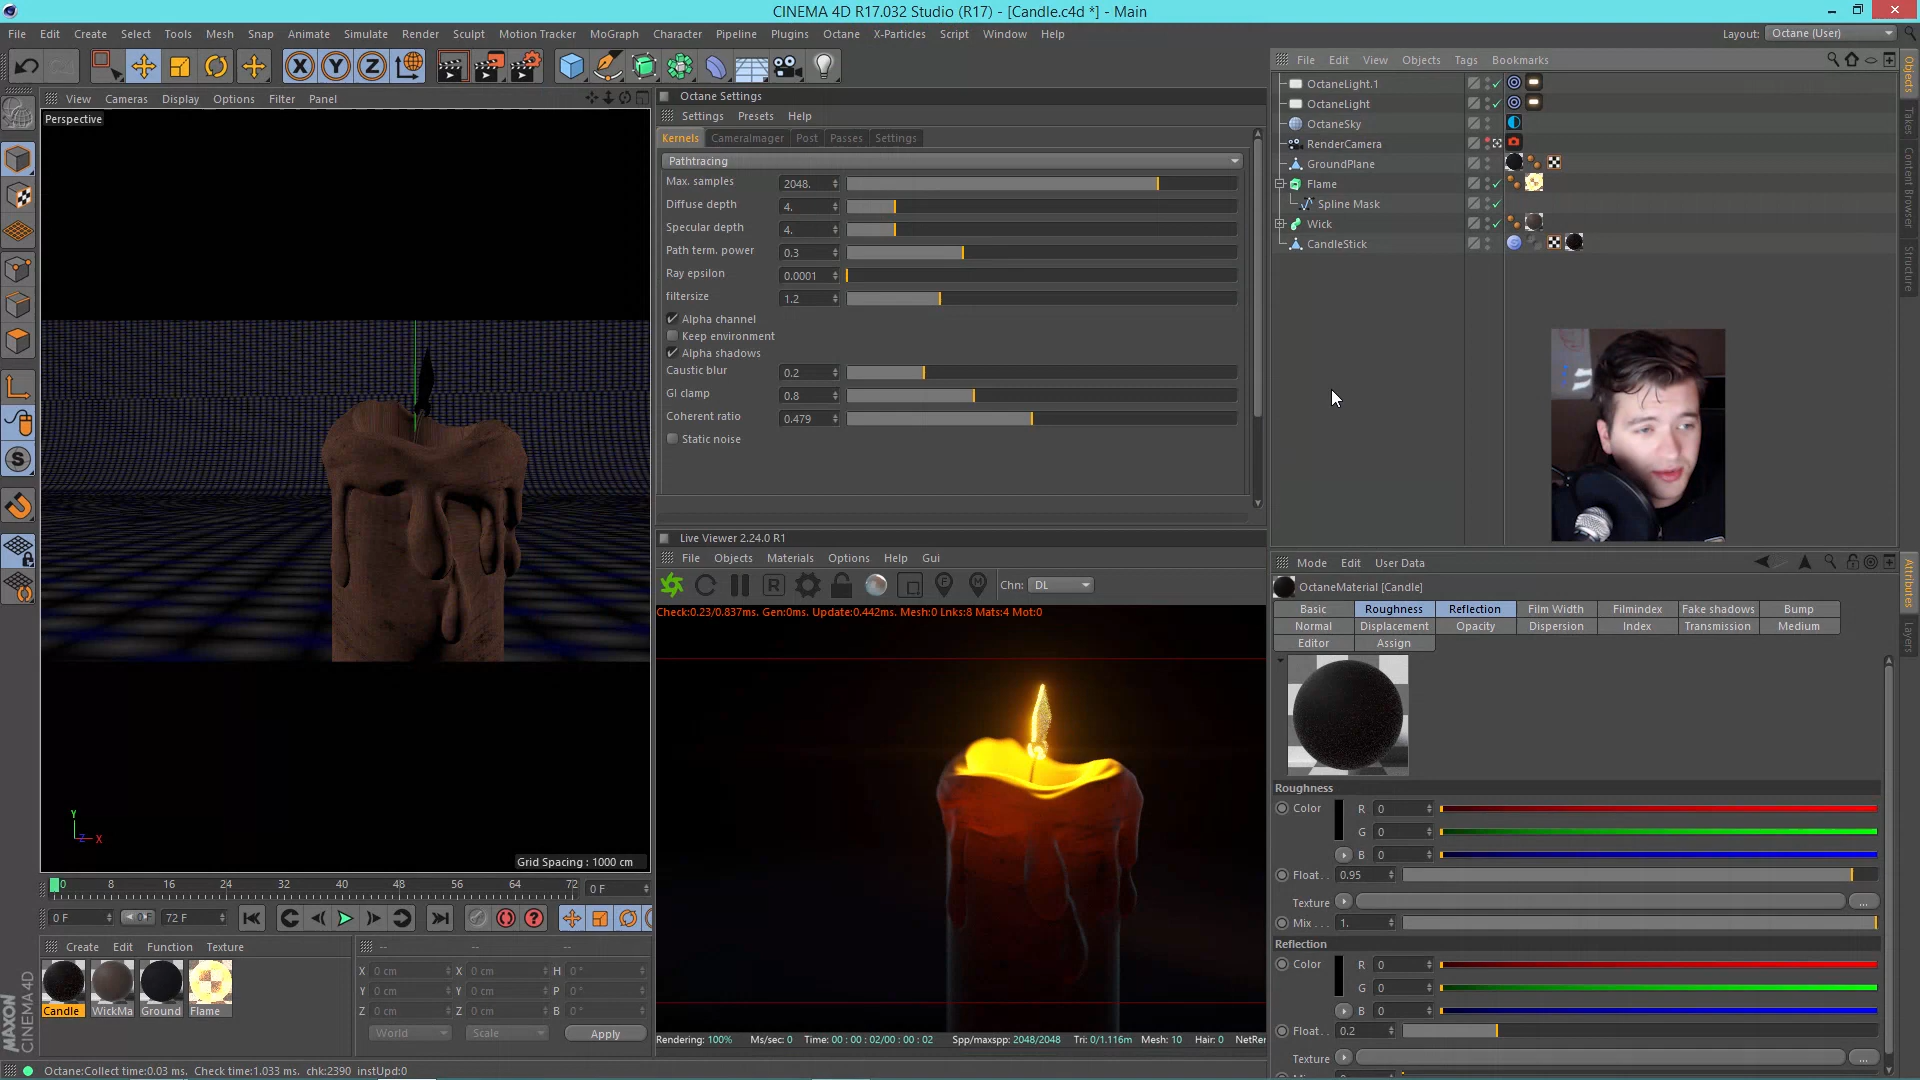 CINEMA 4D R17.032 Studio (R17) - [Candle.c4d *] - Main
File Edit Create Select Tools Mesh Snap Animate Simulate Render Sculpt Motion Tracker MoGraph Character Pipeline Plugins Octane X-Particles Script Window Help
Layout: Octane (User)
View Cameras Display Options Filter Panel
Perspective
Grid Spacing : 1000 cm
Y
Z
X
Octane Settings
Settings Presets Help
Kernels CameraImager Post Passes Settings
Pathtracing
Max. samples 2048.
Diffuse depth 4.
Specular depth 4.
Path term. power 0.3
Ray epsilon 0.0001
filtersize 1.2
Alpha channel
Keep environment
Alpha shadows
Caustic blur 0.2
GI clamp 0.8
Coherent ratio 0.479
Static noise
Live Viewer 2.24.0 R1
File Objects Materials Options Help Gui
Chn: DL
Check:0.23/0.837ms. Gen:0ms. Update:0.442ms. Mesh:0 Lnks:8 Mats:4 Mot:0
Rendering: 100% Ms/sec: 0 Time: 00 : 00 : 02/00 : 00 : 02 Spp/maxspp: 2048/2048 Tri: 0/1.116m Mesh: 10 Hair: 0 NetRer
File Edit View Objects Tags Bookmarks
OctaneLight.1
OctaneLight
OctaneSky
RenderCamera
GroundPlane
Flame
Spline Mask
Wick
CandleStick
Objects
Takes
Content Browser
Structure
Mode Edit User Data
OctaneMaterial [Candle]
Basic Roughness Reflection Film Width Filmindex Fake shadows Bump
Normal Displacement Opacity Dispersion Index Transmission Medium
Editor Assign
Roughness
Color R 0
G 0
B 0
Float. . 0.95
Texture ...
Mix . . . 1.
Reflection
Color R 0
G 0
B 0
Float. . 0.2
Texture ...
Attributes
Layers
0 8 16 24 32 40 48 56 64 72 0 F
0 F 0 F 72 F
Create Edit Function Texture
Candle WickMa Ground Flame
-- -- --
X 0 cm X 0 cm H 0 °
Y 0 cm Y 0 cm P 0 °
Z 0 cm Z 0 cm B 0 °
World Scale Apply
MAXON
CINEMA 4D
Octane:Collect time:0.03 ms. Check time:1.033 ms. chk:2390 instUpd:0